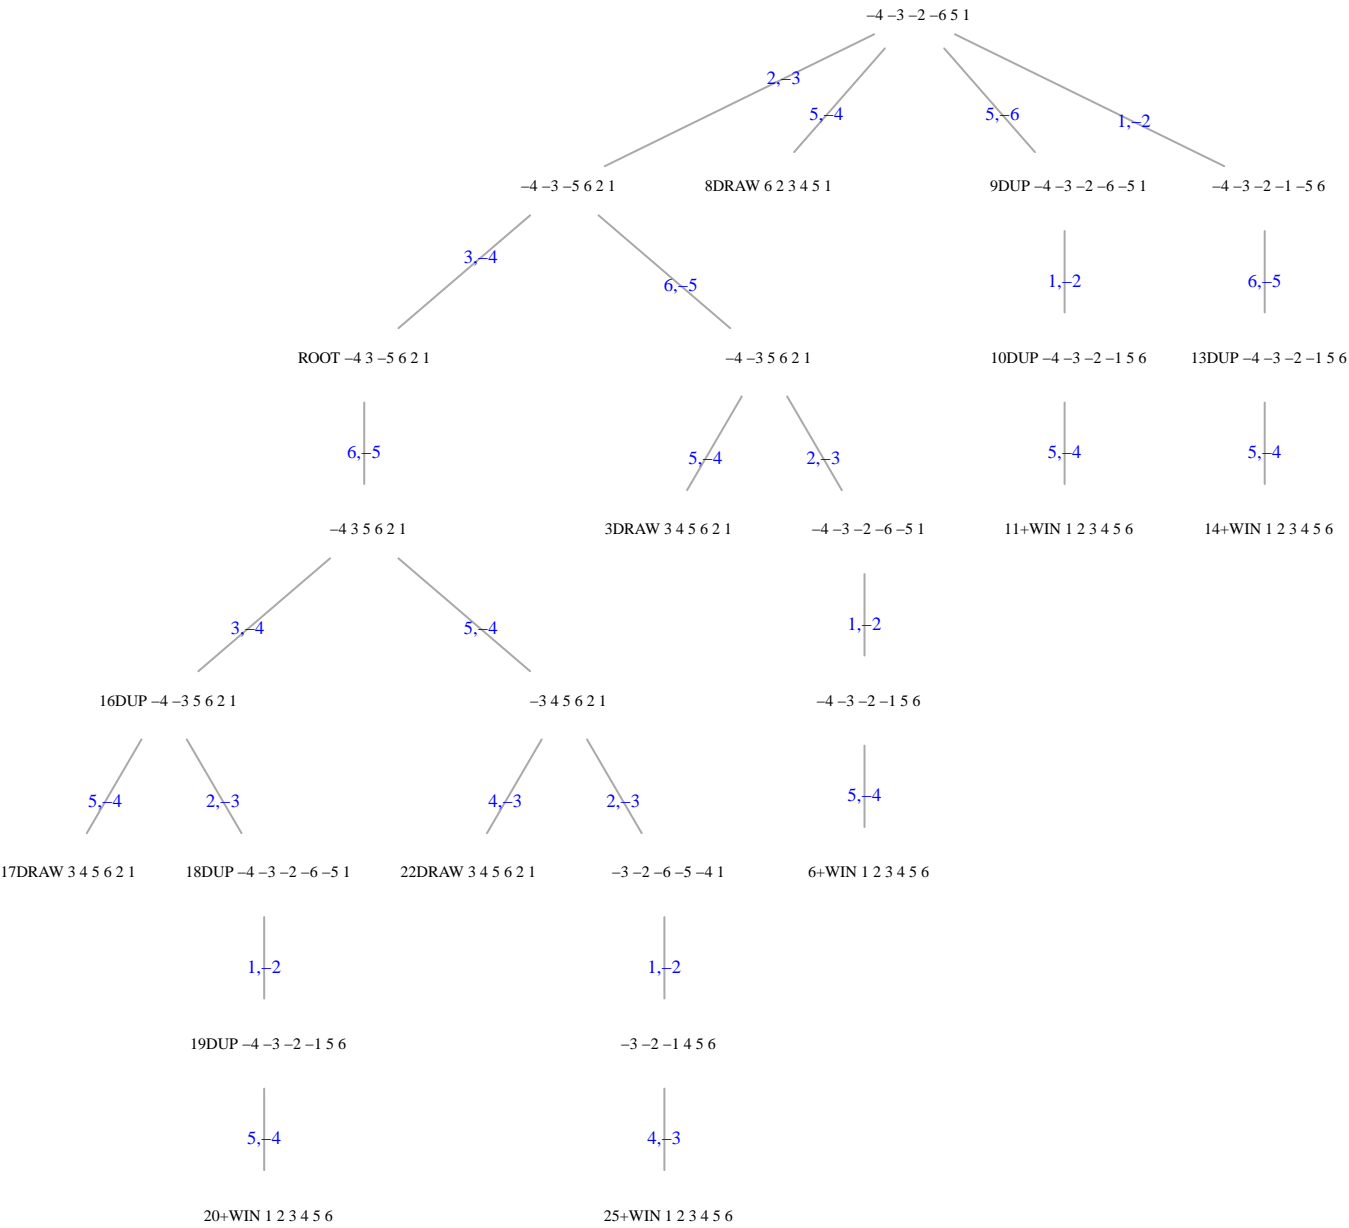 −4 −3 −2 −6 5 1
2,−3
5,−4
5,−6
1,−2
−4 −3 −5 6 2 1
8DRAW 6 2 3 4 5 1
9DUP −4 −3 −2 −6 −5 1
−4 −3 −2 −1 −5 6
3,−4
6,−5
1,−2
6,−5
ROOT −4 3 −5 6 2 1
−4 −3 5 6 2 1
10DUP −4 −3 −2 −1 5 6
13DUP −4 −3 −2 −1 5 6
6,−5
5,−4
2,−3
5,−4
5,−4
−4 3 5 6 2 1
3DRAW 3 4 5 6 2 1
−4 −3 −2 −6 −5 1
11+WIN 1 2 3 4 5 6
14+WIN 1 2 3 4 5 6
3,−4
5,−4
1,−2
16DUP −4 −3 5 6 2 1
−3 4 5 6 2 1
−4 −3 −2 −1 5 6
5,−4
2,−3
4,−3
2,−3
5,−4
17DRAW 3 4 5 6 2 1
18DUP −4 −3 −2 −6 −5 1
22DRAW 3 4 5 6 2 1
−3 −2 −6 −5 −4 1
6+WIN 1 2 3 4 5 6
1,−2
1,−2
19DUP −4 −3 −2 −1 5 6
−3 −2 −1 4 5 6
5,−4
4,−3
20+WIN 1 2 3 4 5 6
25+WIN 1 2 3 4 5 6